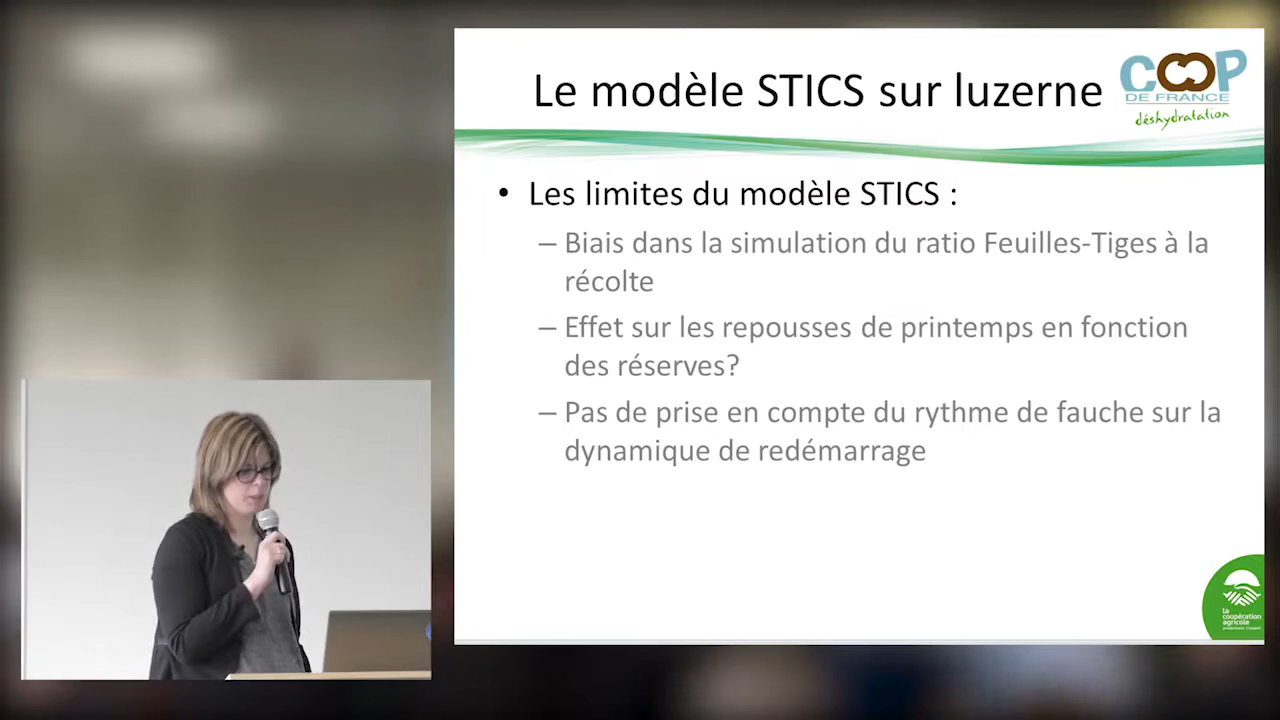 Le modèle STICS sur luzerne
COOP
DE FRANCE
déshydratation
• Les limites du modèle STICS :
– Biais dans la simulation du ratio Feuilles-Tiges à la
récolte
– Effet sur les repousses de printemps en fonction
des réserves?
– Pas de prise en compte du rythme de fauche sur la
dynamique de redémarrage
la
coopération
agricole